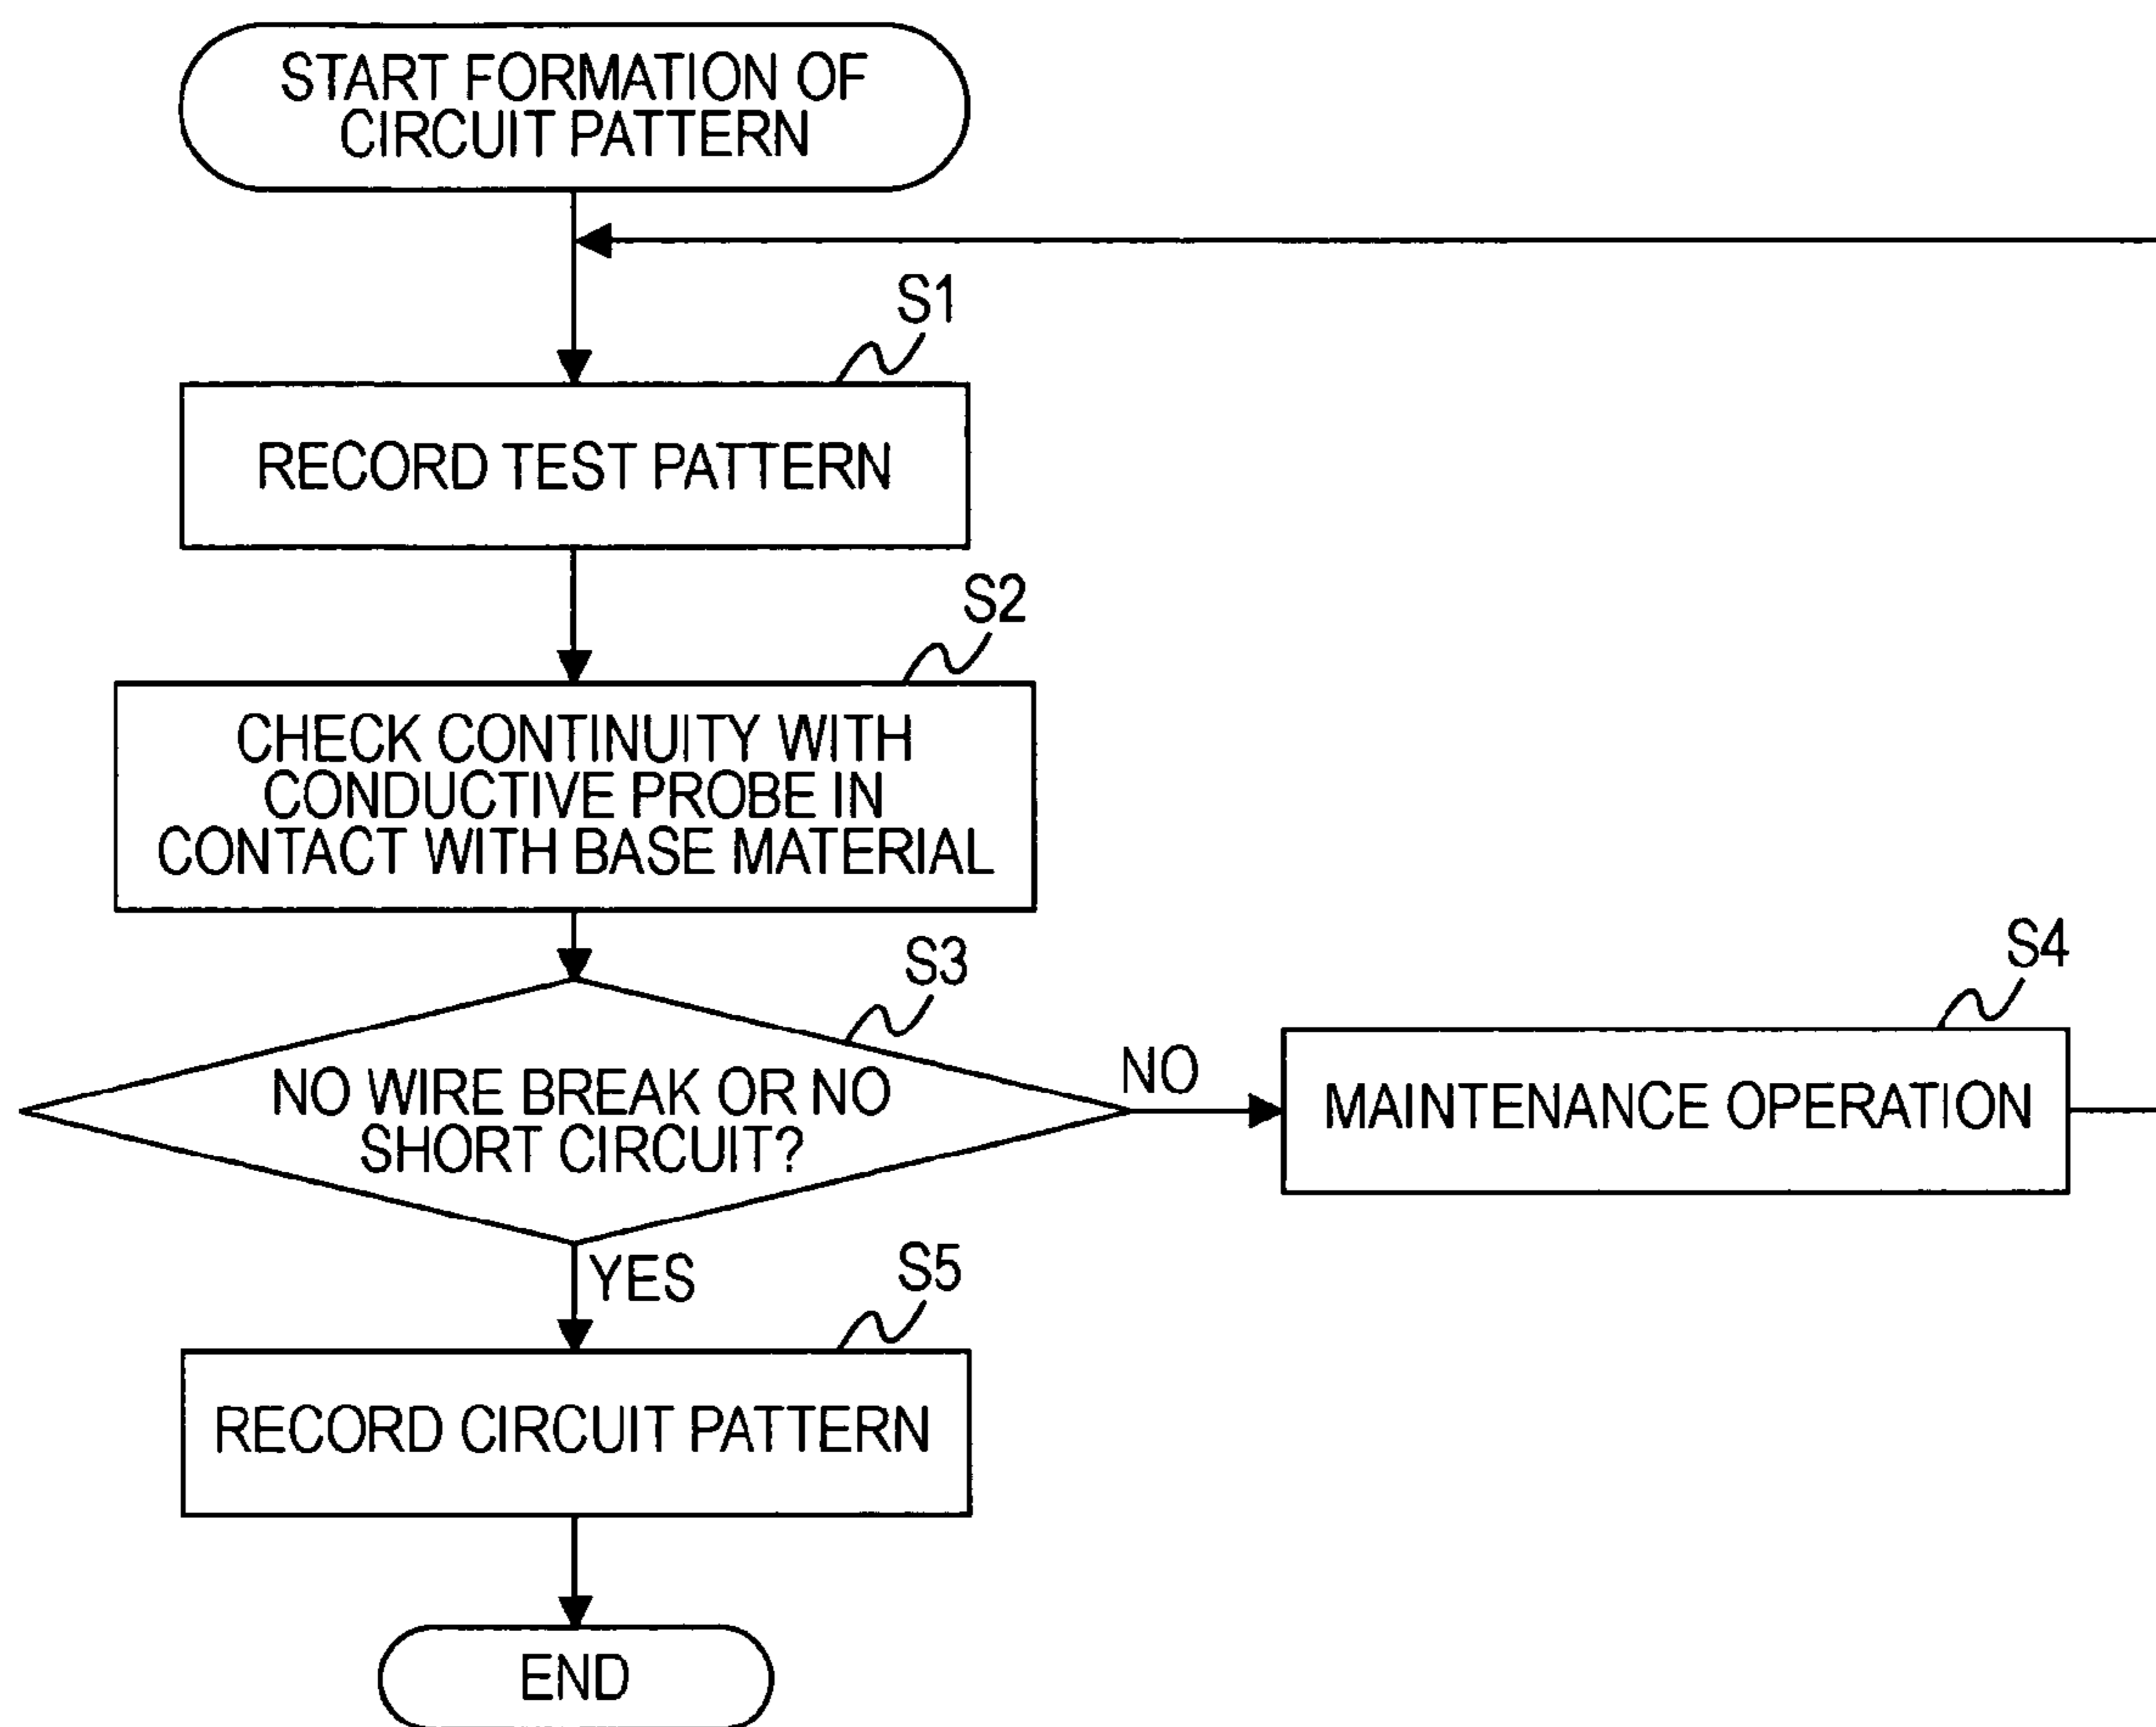 START FORMATION OF
CIRCUIT PATTERN
S1
RECORD TEST PATTERN
S2
CHECK CONTINUITY WITH
CONDUCTIVE PROBE IN
CONTACT WITH BASE MATERIAL
S3
NO WIRE BREAK OR NO
SHORT CIRCUIT?
NO
S4
MAINTENANCE OPERATION
YES
S5
RECORD CIRCUIT PATTERN
END